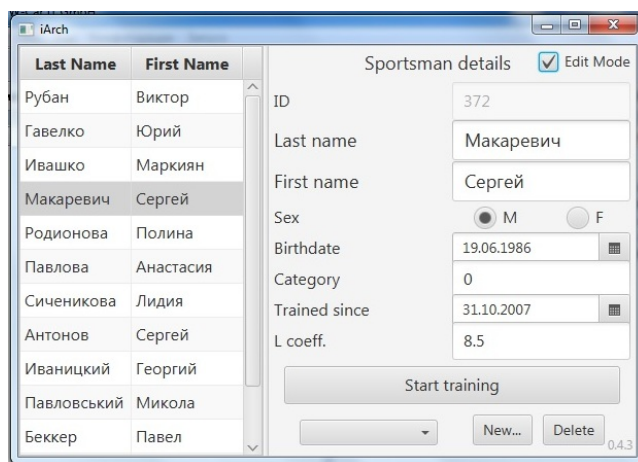 iArch
Last Name First Name
Рубан Виктор
Гавелко Юрий
Ивашко Маркиян
Макаревич Сергей
Родионова Полина
Павлова Анастасия
Сиченикова Лидия
Антонов Сергей
Иваницкий Георгий
Павловський Микола
Беккер Павел
Sportsman details Edit Mode
ID 372
Last name Макаревич
First name Сергей
Sex M F
Birthdate 19.06.1986
Category 0
Trained since 31.10.2007
L coeff. 8.5
Start training
New... Delete
0.4.3